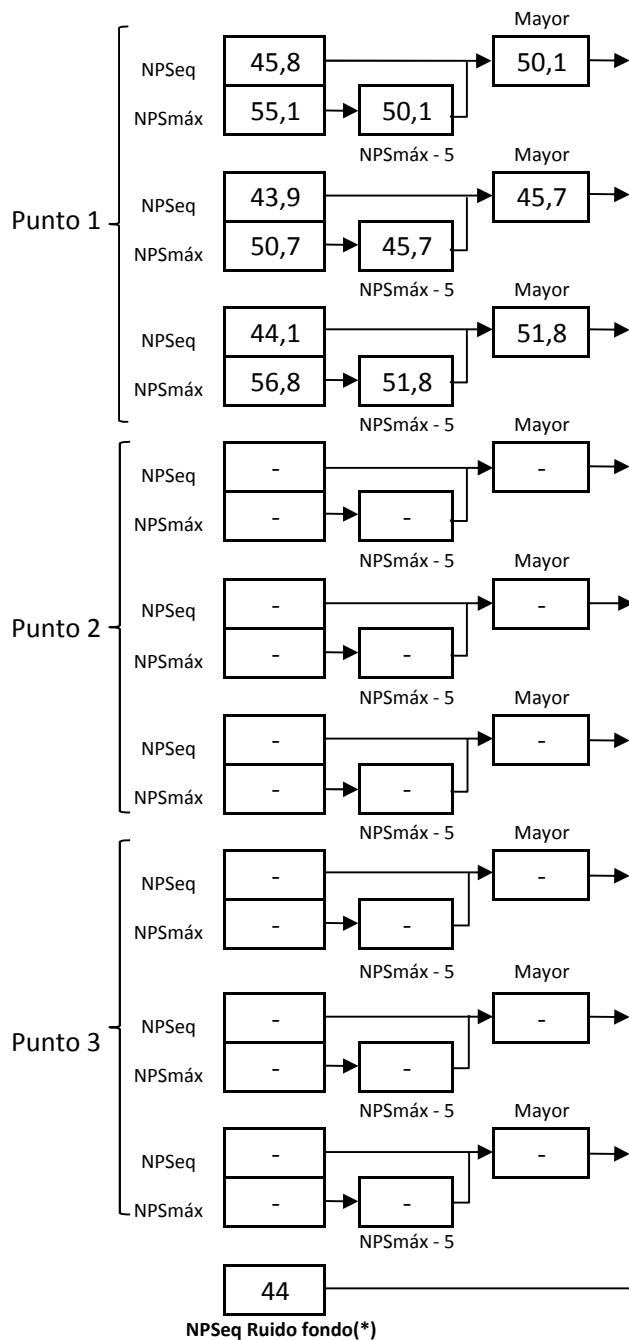 Mayor
NPSeq 45,8 50,1
NPSmáx 55,1 50,1
NPSmáx - 5
Mayor
NPSeq 43,9 45,7
Punto 1
NPSmáx 50,7 45,7
NPSmáx - 5
Mayor
NPSeq 44,1 51,8
NPSmáx 56,8 51,8
NPSmáx - 5
Mayor
NPSeq - -
NPSmáx - -
NPSmáx - 5
Mayor
NPSeq - -
Punto 2
NPSmáx - -
NPSmáx - 5
Mayor
NPSeq - -
NPSmáx - -
NPSmáx - 5
Mayor
NPSeq - -
NPSmáx - -
NPSmáx - 5
Mayor
NPSeq - -
Punto 3
NPSmáx - -
NPSmáx - 5
Mayor
NPSeq - -
NPSmáx - -
NPSmáx - 5
44
NPSeq Ruido fondo(*)